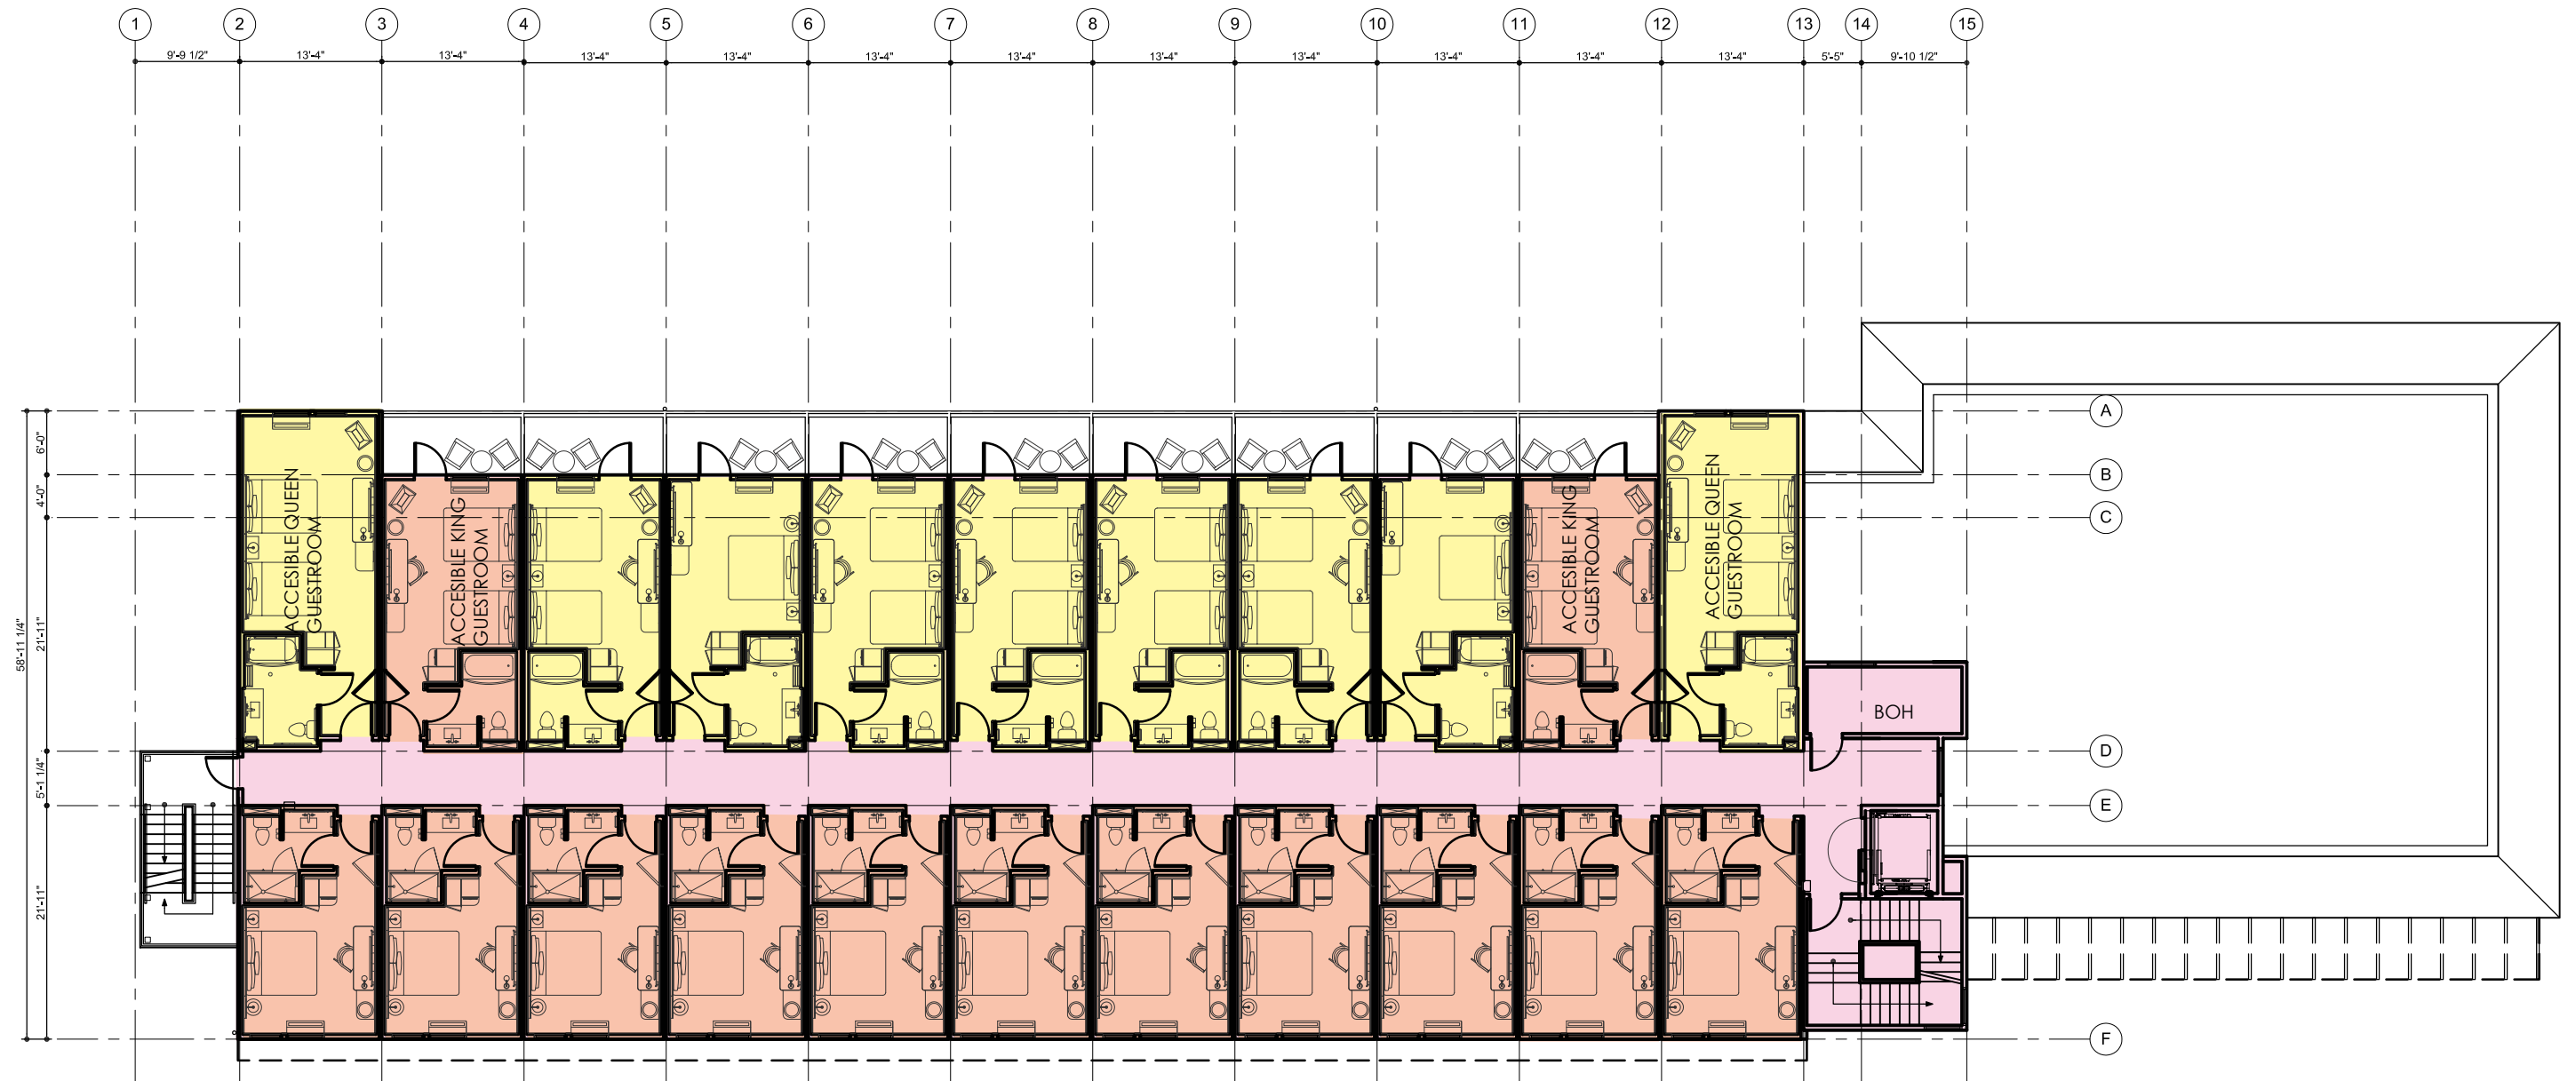 1 2 3 4 5 6 7 8 9 10 11 12 13 14 15
9'-9 1/2" 13'-4" 13'-4" 13'-4" 13'-4" 13'-4" 13'-4" 13'-4" 13'-4" 13'-4" 13'-4" 13'-4" 5'-5" 9'-10 1/2"
A
B
C
D
E
F
6'-0"
4'-0"
21'-11"
5'-1 1/4"
21'-11"
58'-11 1/4"
ACCESIBLE QUEEN
GUESTROOM
ACCESIBLE KING
GUESTROOM
ACCESIBLE KING
GUESTROOM
ACCESIBLE QUEEN
GUESTROOM
BOH